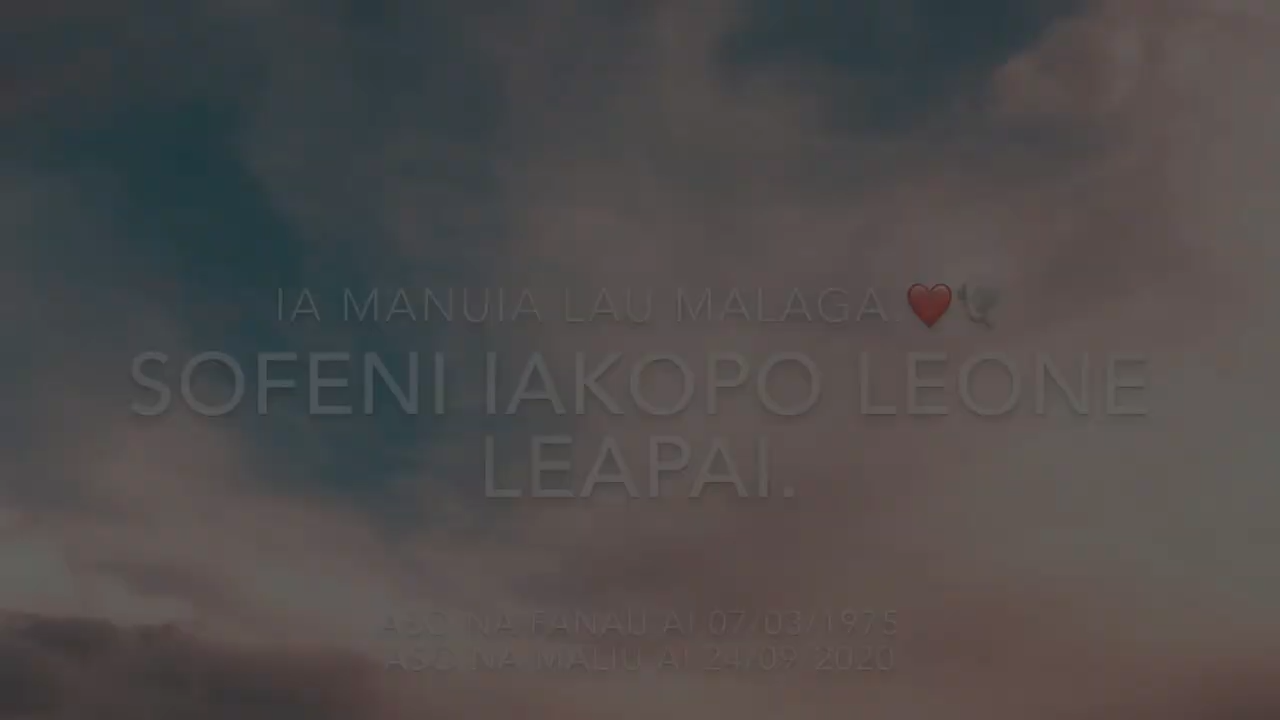 IA MANUIA LAU MALAGA.❤️🕊️
SOFENI IAKOPO LEONE
LEAPAI.
ASO NA FANAU AI 07/03/1975
ASO NA MALIU AI 24/09/2020